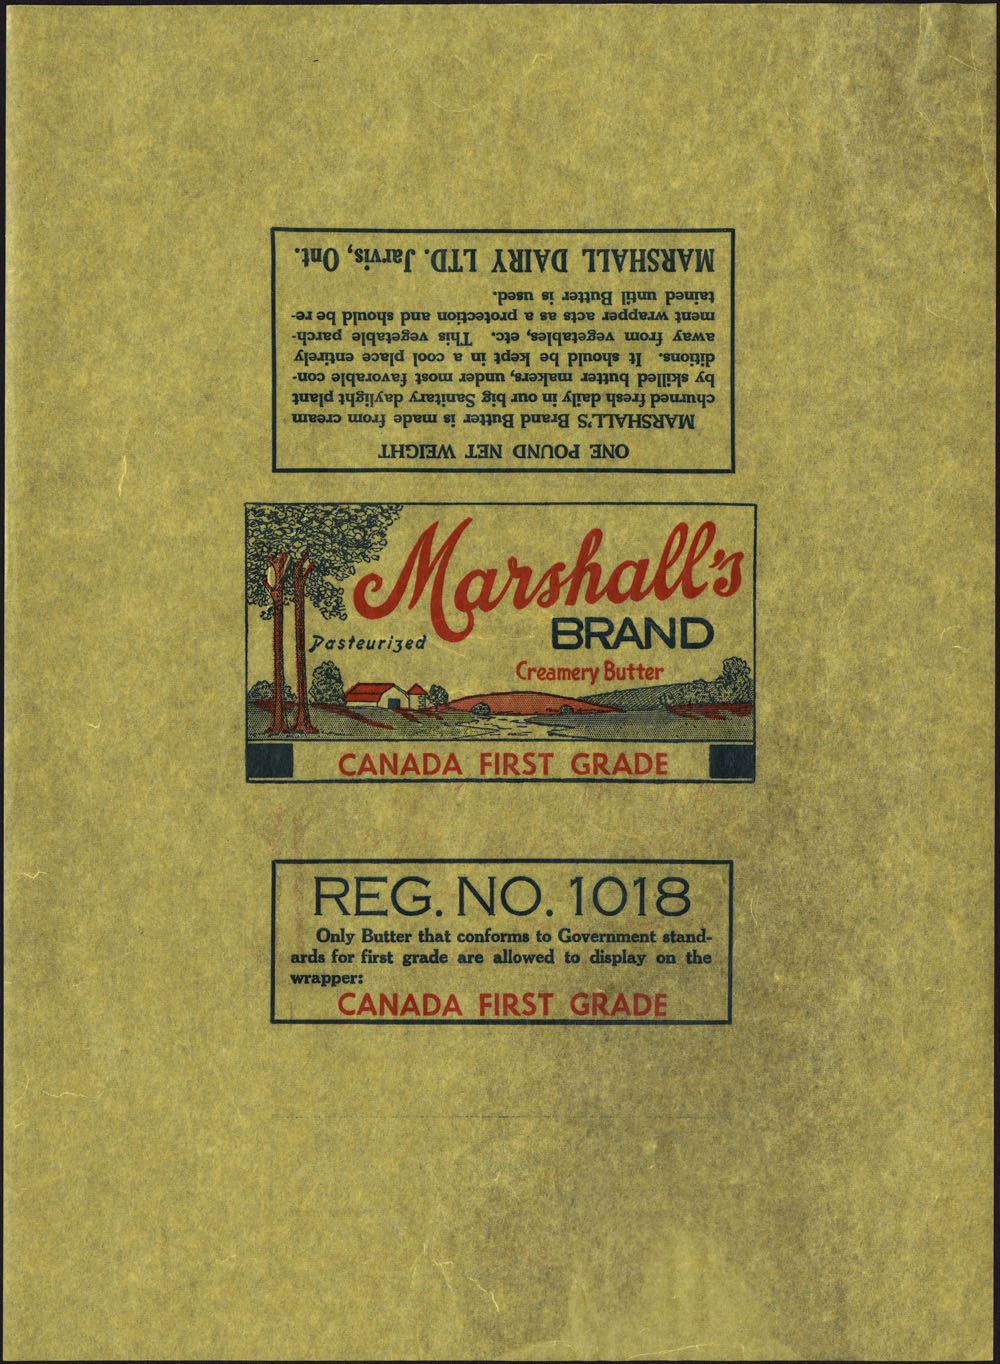 ONE POUND NET WEIGHT
MARSHALL'S Brand Butter is made from cream
churned fresh daily in our big Sanitary daylight plant
by skilled butter makers, under most favorable con-
ditions. It should be kept in a cool place entirely
away from vegetables, etc. This vegetable parch-
ment wrapper acts as a protection and should be re-
tained until Butter is used.
MARSHALL DAIRY LTD. Jarvis, Ont.
Marshall's
BRAND
Pasteurized
Creamery Butter
CANADA FIRST GRADE
REG. NO. 1018
Only Butter that conforms to Government stand-
ards for first grade are allowed to display on the
wrapper:
CANADA FIRST GRADE